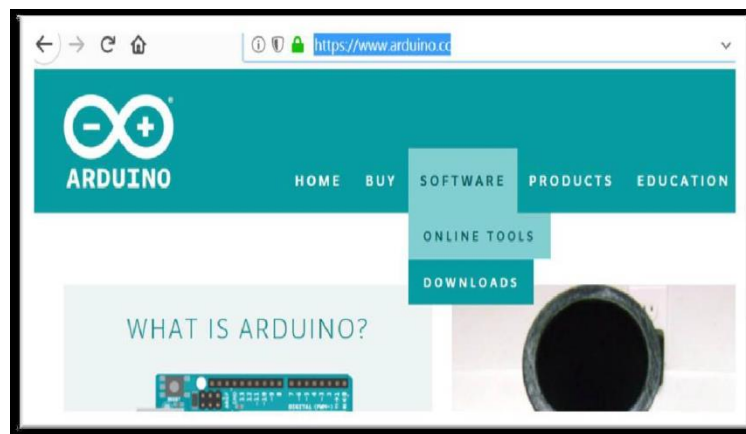 https://www.arduino.cc
ARDUINO
HOME BUY SOFTWARE PRODUCTS EDUCATION
ONLINE TOOLS
DOWNLOADS
WHAT IS ARDUINO?